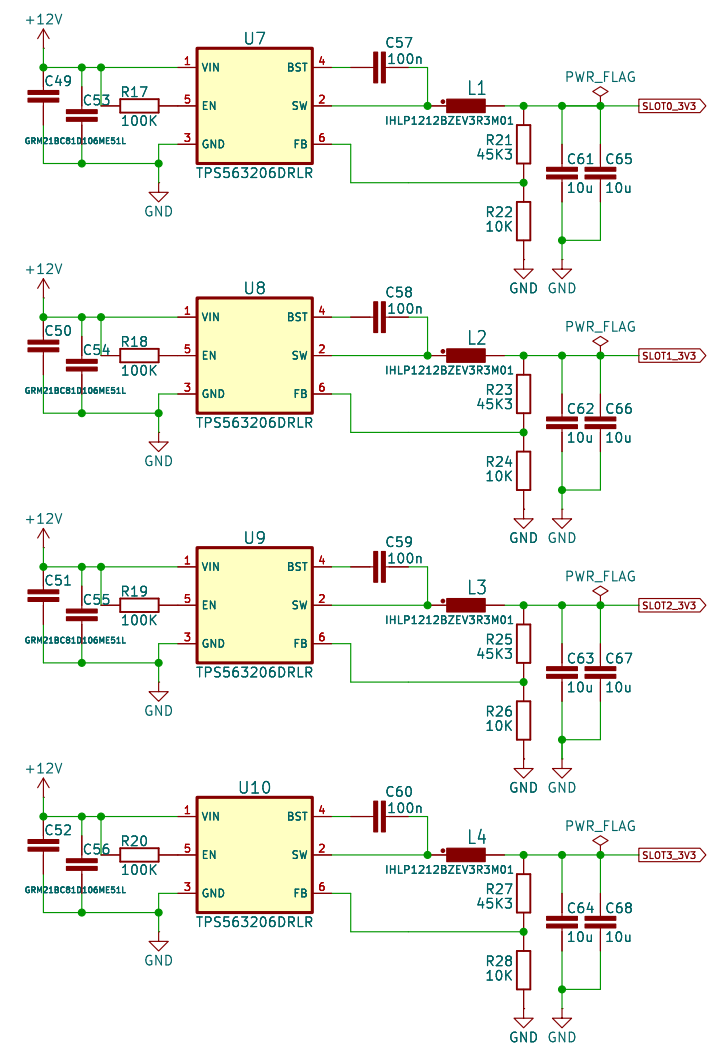 +12V
U7
C57
100n
C49
C53
GRM21BC81D106ME51L
R17
100K
1
VIN
BST
4
5
EN
SW
2
3
GND
FB
6
TPS563206DRLR
GND
L1
IHLP1212BZEV3R3M01
PWR_FLAG
SLOT0_3V3
R21
45K3
R22
10K
C61
10u
C65
10u
GND
GND
+12V
U8
C58
100n
C50
C54
GRM21BC81D106ME51L
R18
100K
1
VIN
BST
4
5
EN
SW
2
3
GND
FB
6
TPS563206DRLR
GND
L2
IHLP1212BZEV3R3M01
PWR_FLAG
SLOT1_3V3
R23
45K3
R24
10K
C62
10u
C66
10u
GND
GND
+12V
U9
C59
100n
C51
C55
GRM21BC81D106ME51L
R19
100K
1
VIN
BST
4
5
EN
SW
2
3
GND
FB
6
TPS563206DRLR
GND
L3
IHLP1212BZEV3R3M01
PWR_FLAG
SLOT2_3V3
R25
45K3
R26
10K
C63
10u
C67
10u
GND
GND
+12V
U10
C60
100n
C52
C56
GRM21BC81D106ME51L
R20
100K
1
VIN
BST
4
5
EN
SW
2
3
GND
FB
6
TPS563206DRLR
GND
L4
IHLP1212BZEV3R3M01
PWR_FLAG
SLOT3_3V3
R27
45K3
R28
10K
C64
10u
C68
10u
GND
GND